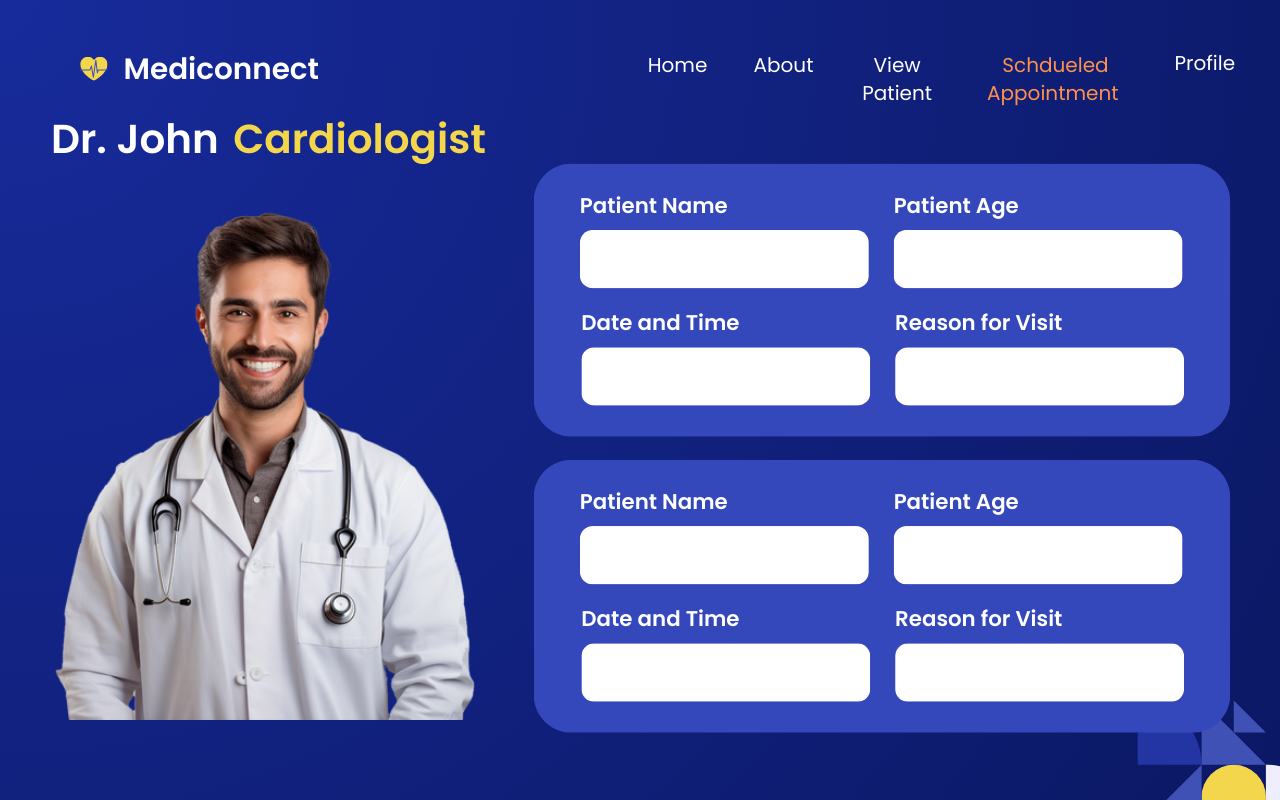 Mediconnect
Home
About
View
Patient
Schdueled
Appointment
Profile
Dr. John Cardiologist
Patient Name
Patient Age
Date and Time
Reason for Visit
Patient Name
Patient Age
Date and Time
Reason for Visit